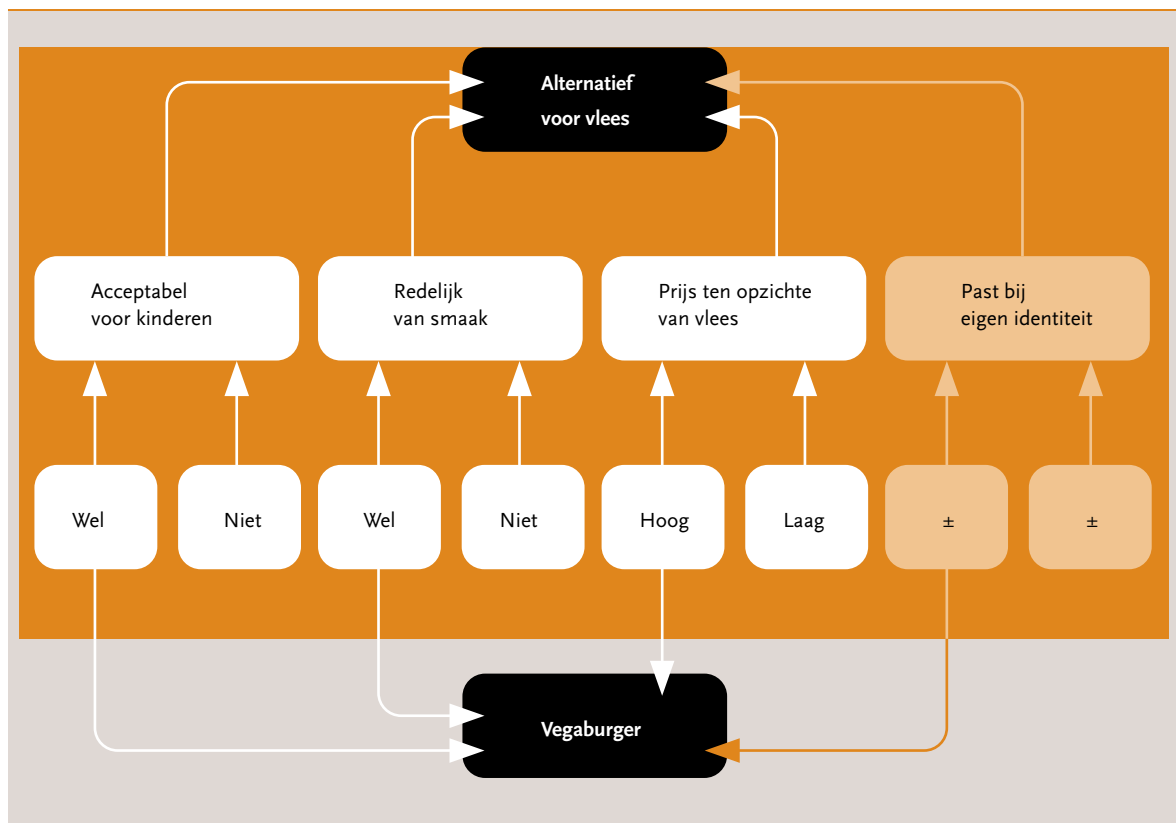 Alternatief
voor vlees
Acceptabel
voor kinderen
Redelijk
van smaak
Prijs ten opzichte
van vlees
Past bij
eigen identiteit
Wel
Niet
Wel
Niet
Hoog
Laag
±
±
Vegaburger